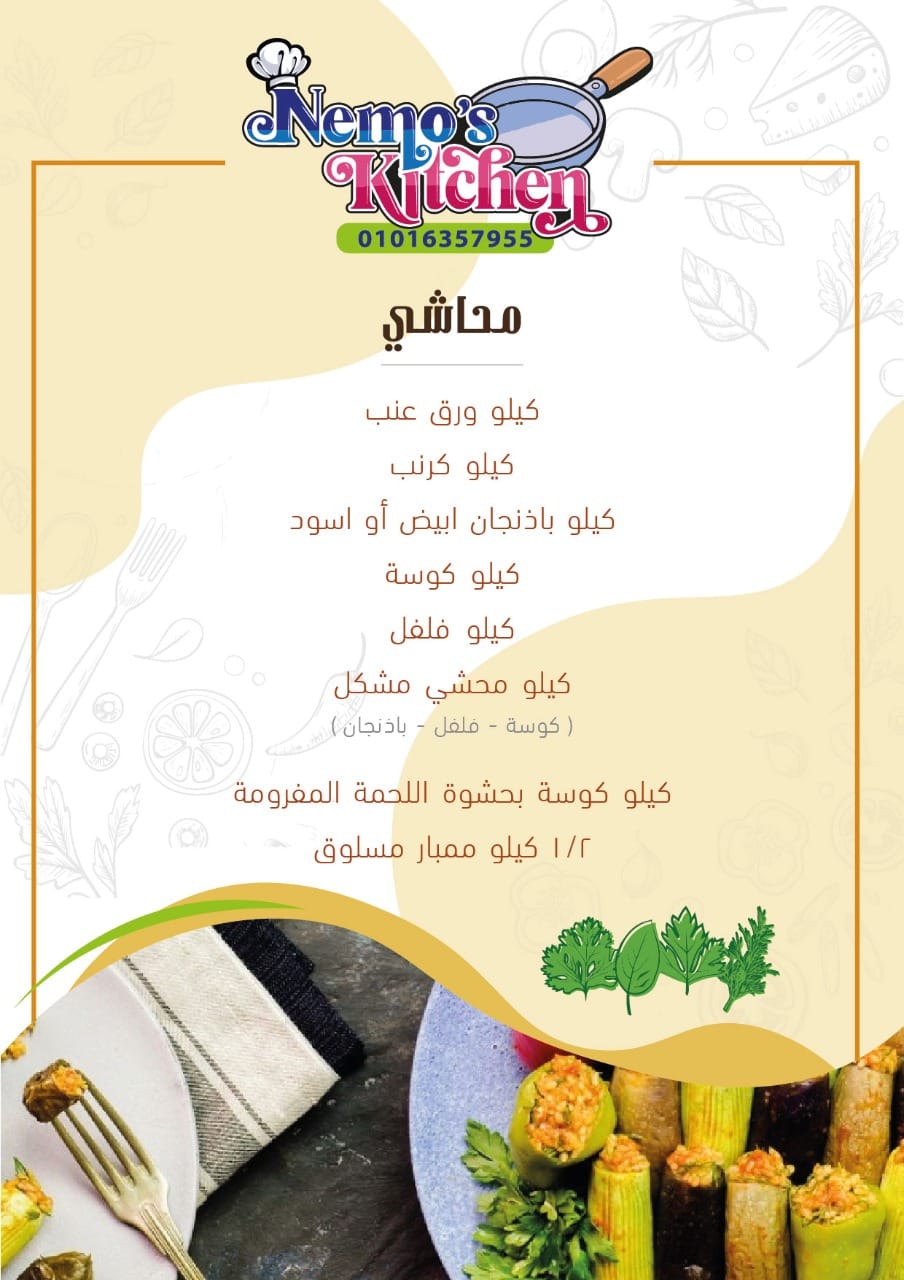 Nemo's
Kitchen
01016357955
محاشي
كيلو ورق عنب
كيلو كرنب
كيلو باذنجان ابيض أو اسود
كيلو كوسة
كيلو فلفل
كيلو محشي مشكل
( كوسة - فلفل - باذنجان )
كيلو كوسة بحشوة اللحمة المفرومة
١/٢ كيلو ممبار مسلوق